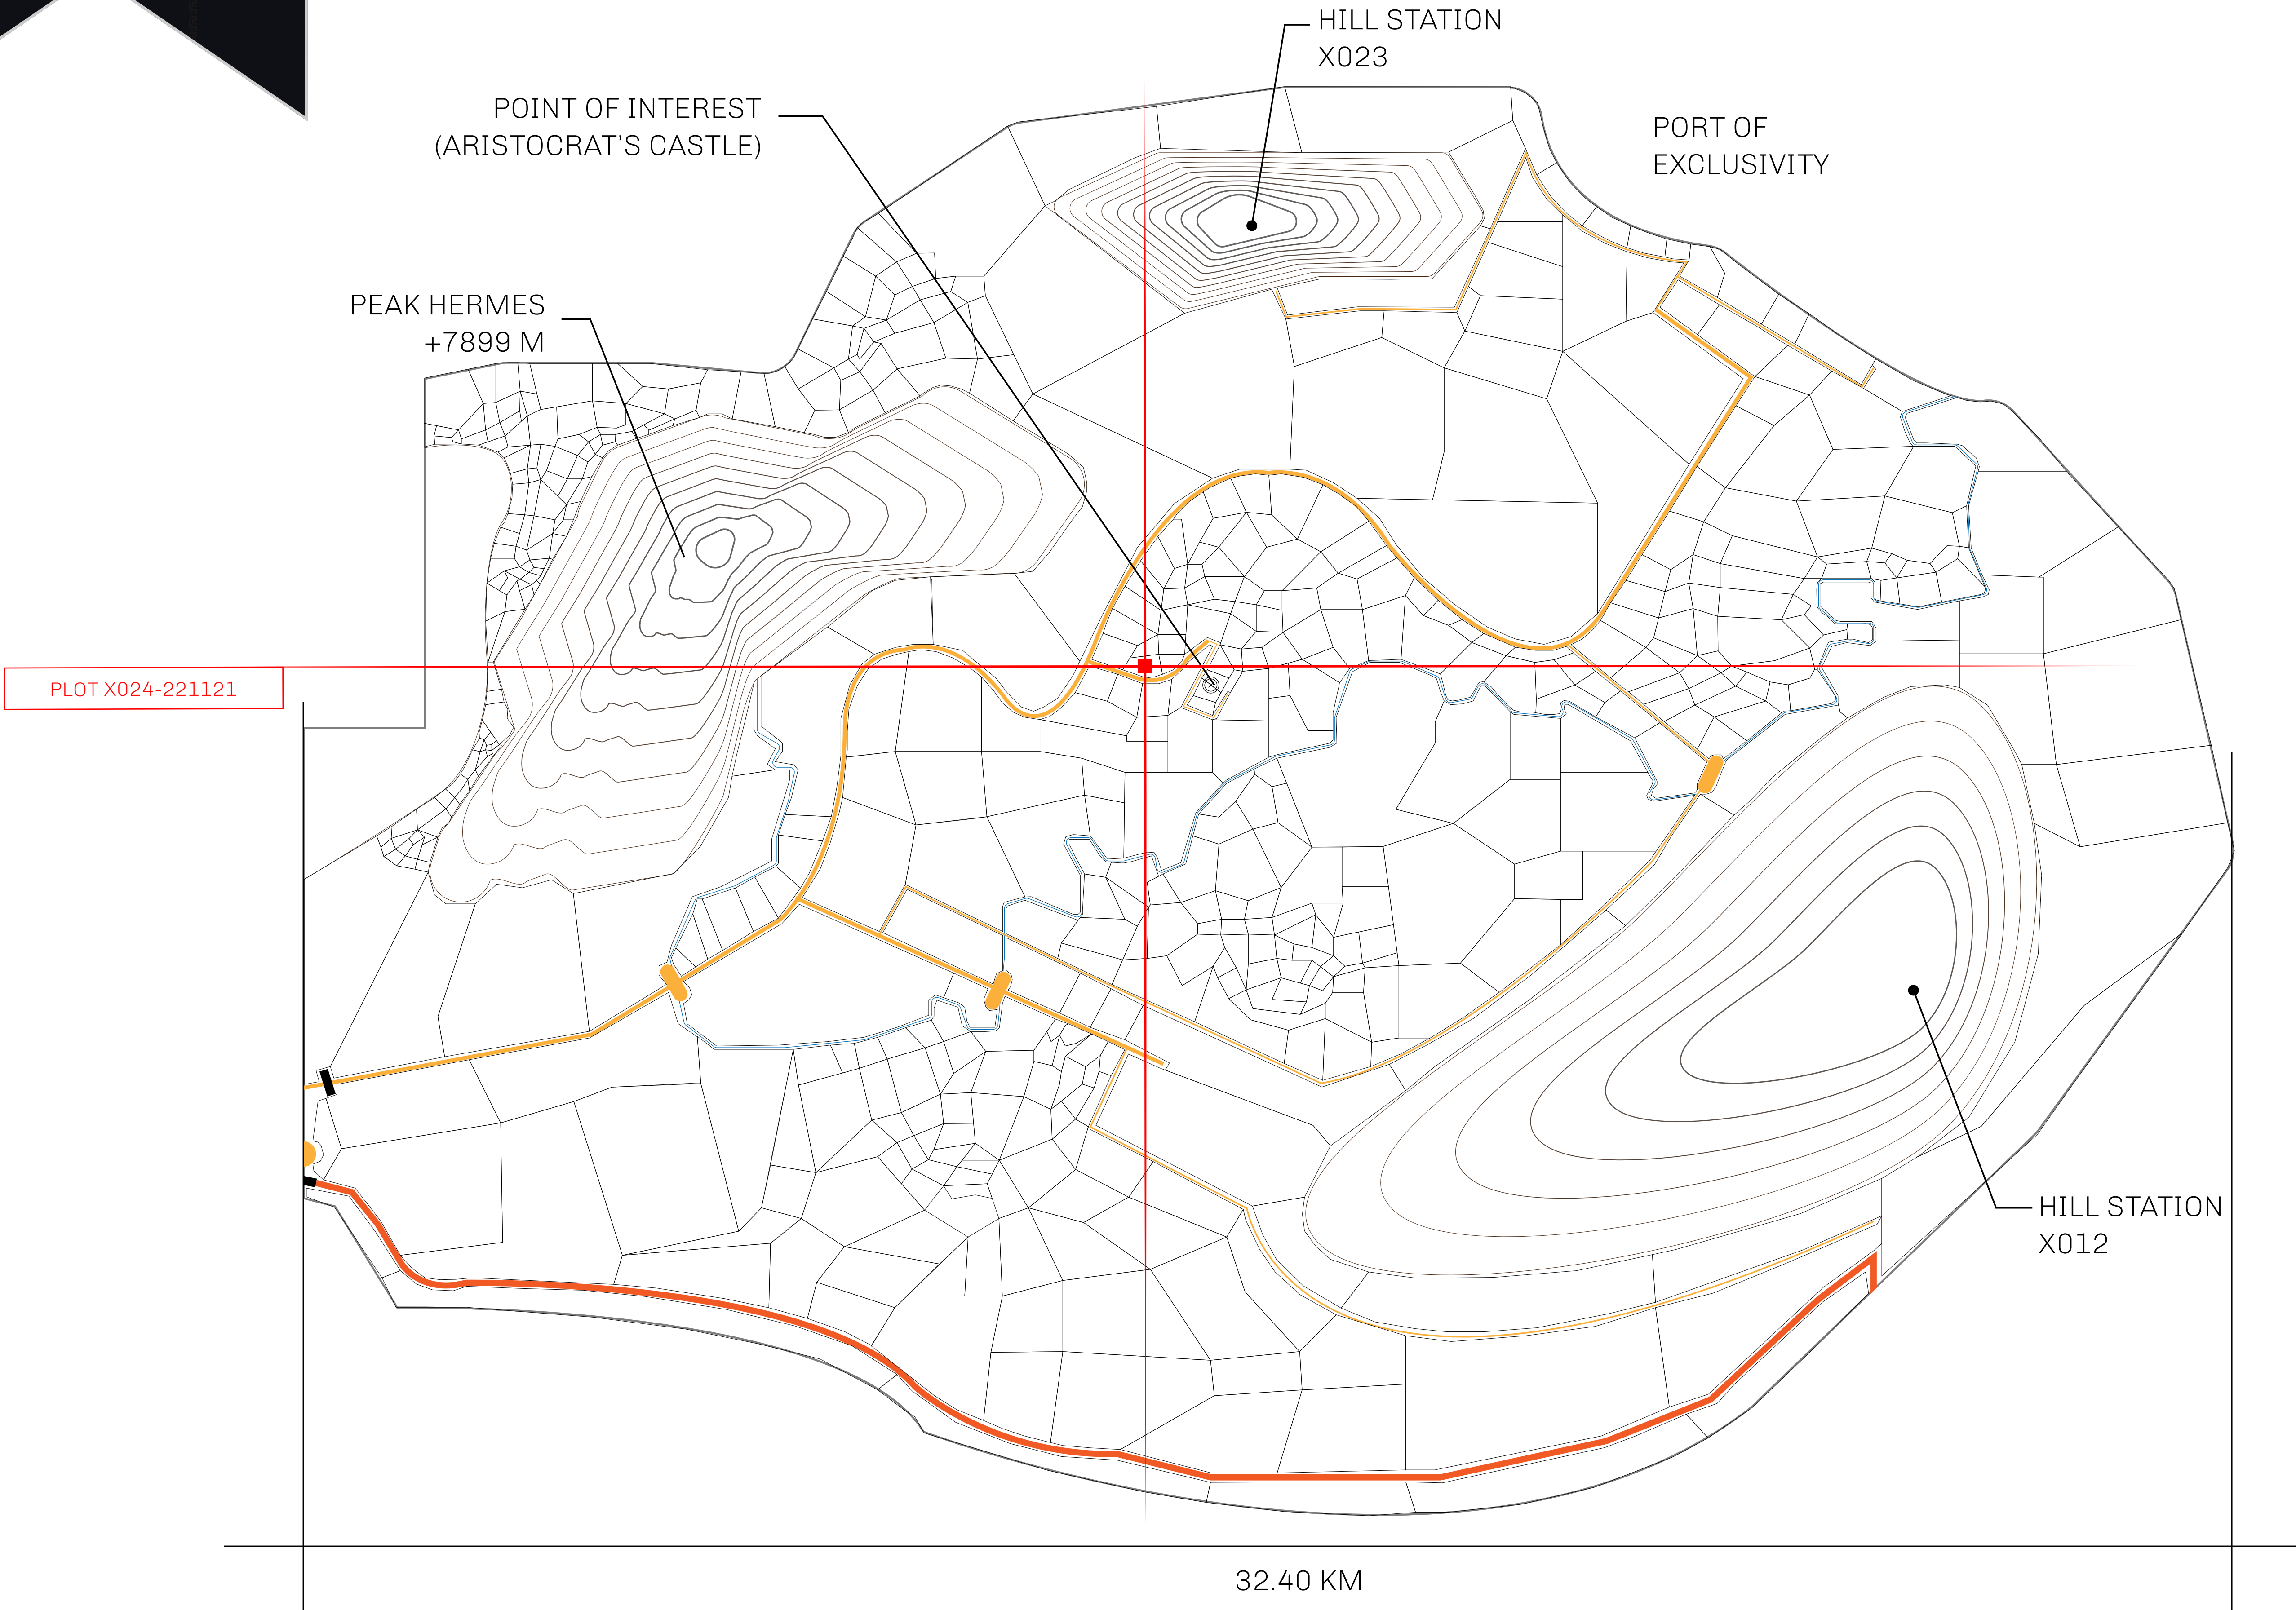 HILL STATION
X023
POINT OF INTEREST
(ARISTOCRAT'S CASTLE)
PORT OF
EXCLUSIVITY
PEAK HERMES
+7899 M
PLOT X024-221121
HILL STATION
X012
32.40 KM